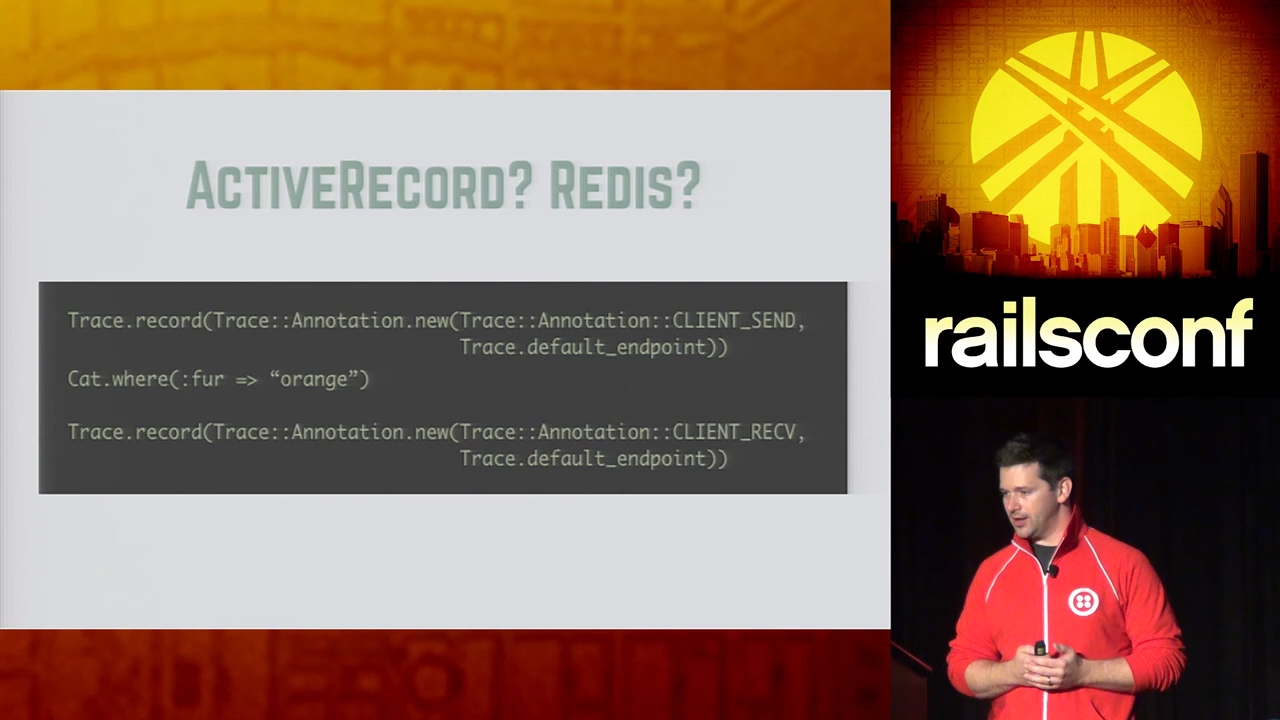 ActiveRecord? Redis?
Trace.record(Trace::Annotation.new(Trace::Annotation::CLIENT_SEND,
Trace.default_endpoint))
Cat.where(:fur => “orange”)
Trace.record(Trace::Annotation.new(Trace::Annotation::CLIENT_RECV,
Trace.default_endpoint))
railsconf